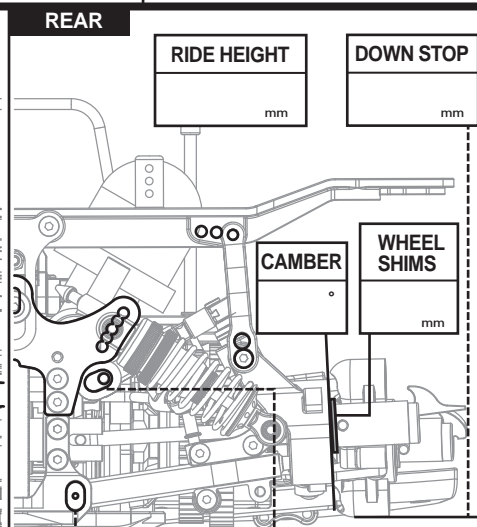 REAR
RIDE HEIGHT
mm
DOWN STOP
mm
CAMBER
°
WHEEL
SHIMS
mm